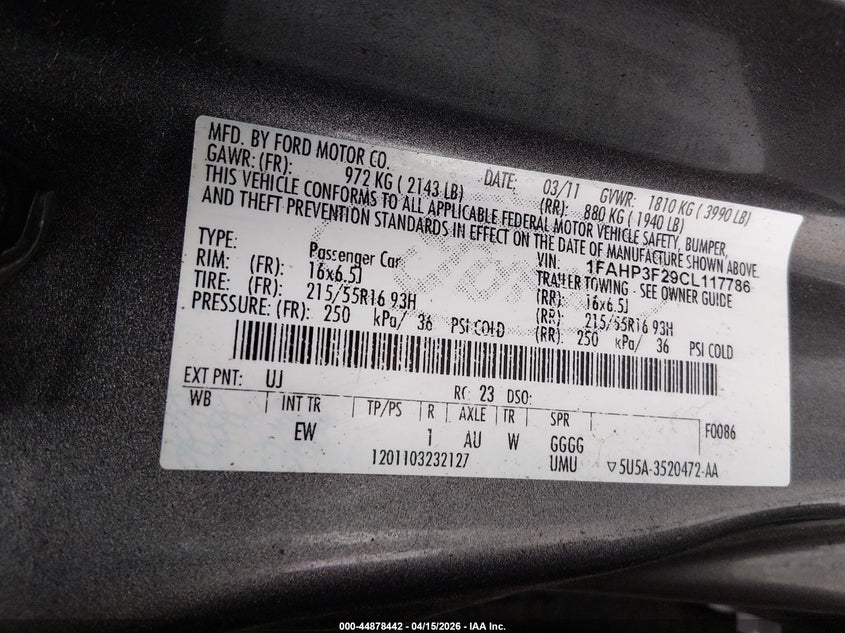 MFD. BY FORD MOTOR CO. DATE: 03/11 GVWR: 1810 KG ( 3990 LB)
GAWR: (FR): 972 KG ( 2143 LB) (RR): 880 KG ( 1940 LB)
THIS VEHICLE CONFORMS TO ALL APPLICABLE FEDERAL MOTOR VEHICLE SAFETY, BUMPER,
AND THEFT PREVENTION STANDARDS IN EFFECT ON THE DATE OF MANUFACTURE SHOWN ABOVE.
VIN: 1FAHP3F29CL117786
TYPE: Passenger Car TRAILER TOWING - SEE OWNER GUIDE
RIM: (FR): 16x6.5J (RR): 16x6.5J
TIRE: (FR): 215/55R16 93H (RR): 215/55R16 93H
PRESSURE: (FR): 250 kPa/ 36 PSI COLD (RR): 250 kPa/ 36 PSI COLD
EXT PNT: UJ RC: 23 DSO:
WB INT TR TP/PS R AXLE TR SPR F0086
EW 1 AU W GGGG
1201103232127 UMU ▽5U5A-3520472-AA
000-44878442 - 04/15/2026 - IAA Inc.